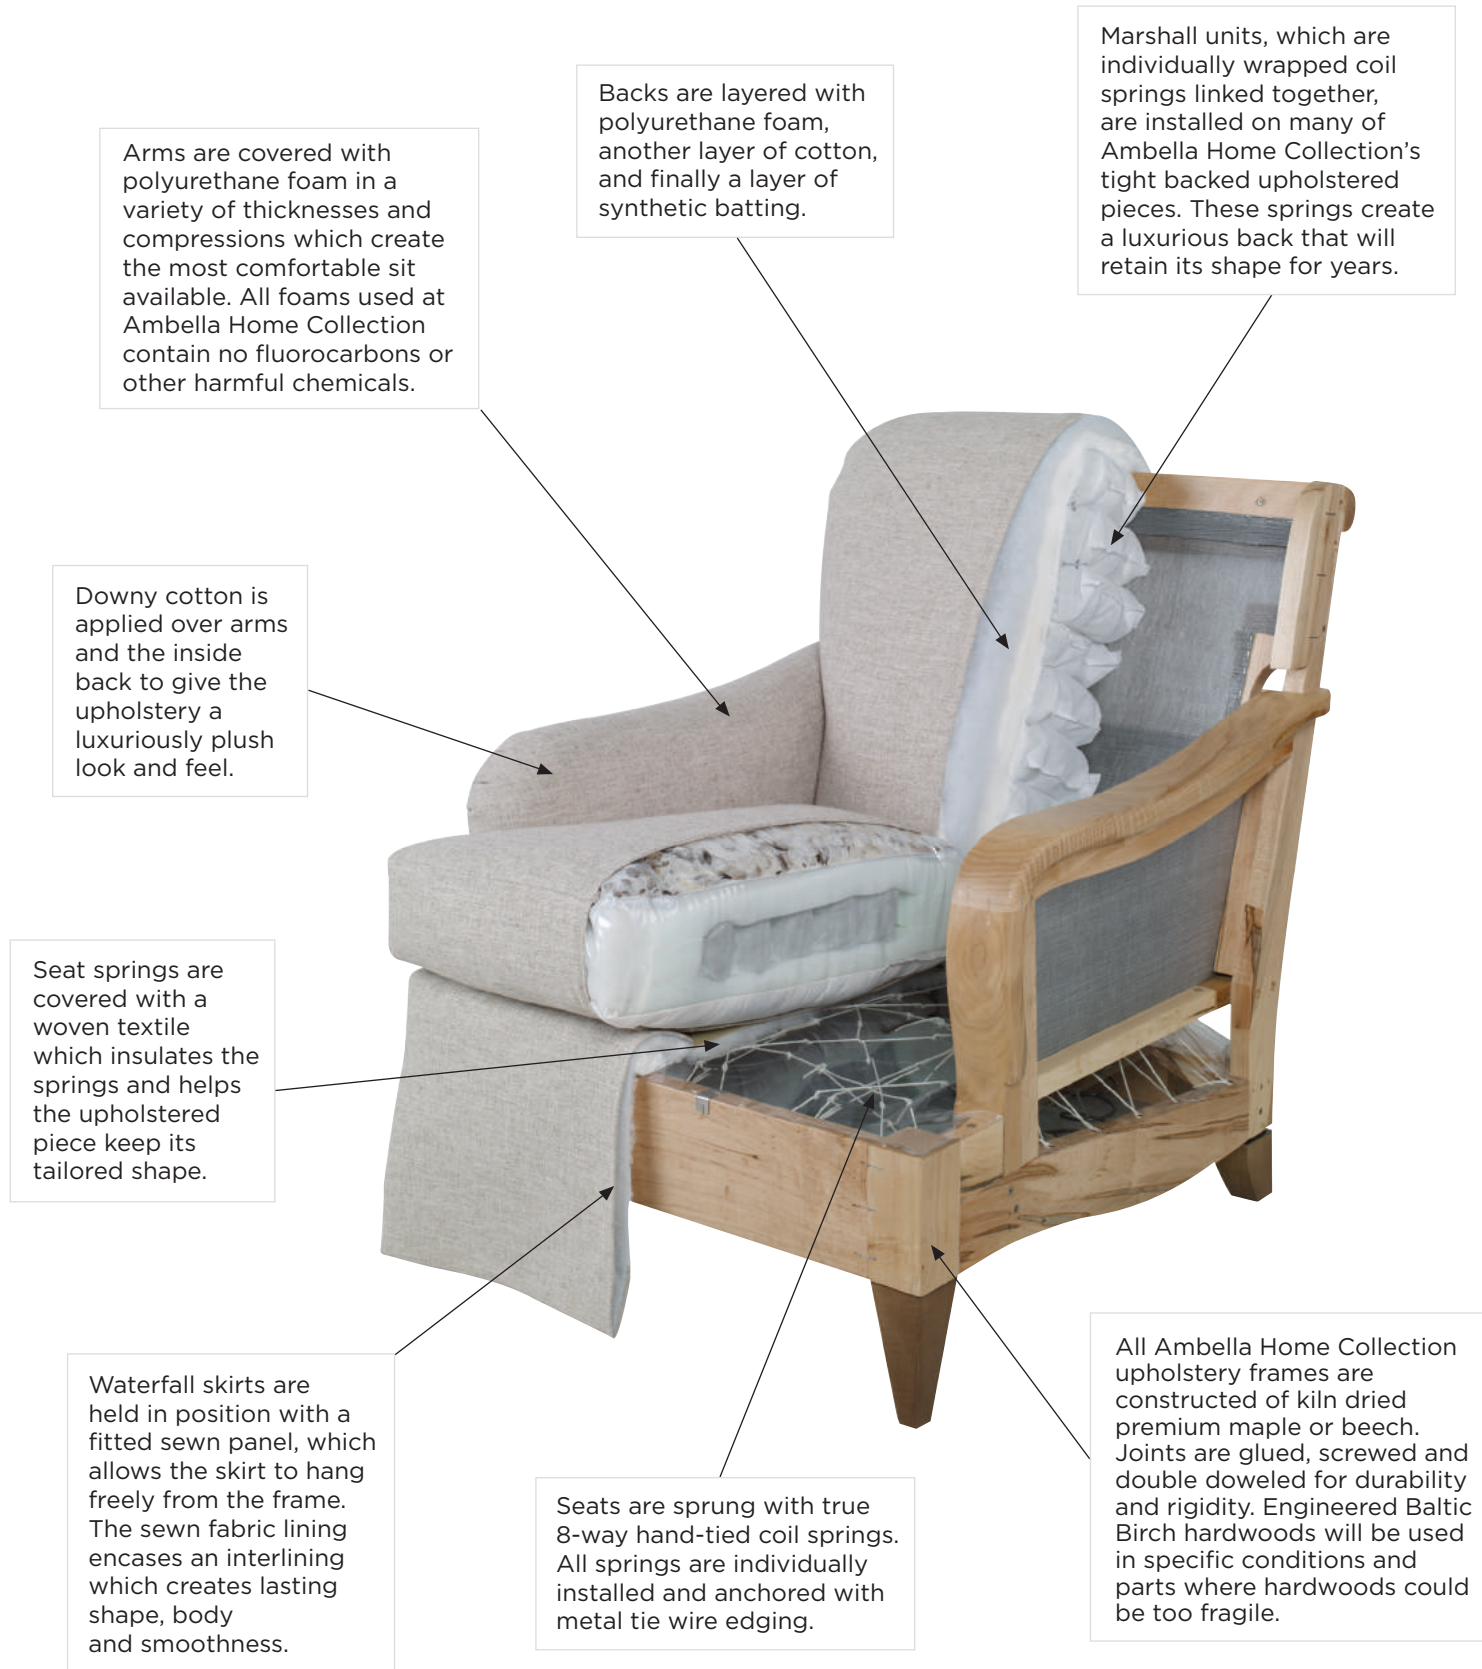 Marshall units, which are
individually wrapped coil
springs linked together,
are installed on many of
Ambella Home Collection’s
tight backed upholstered
pieces. These springs create
a luxurious back that will
retain its shape for years.
Backs are layered with
polyurethane foam,
another layer of cotton,
and finally a layer of
synthetic batting.
Arms are covered with
polyurethane foam in a
variety of thicknesses and
compressions which create
the most comfortable sit
available. All foams used at
Ambella Home Collection
contain no fluorocarbons or
other harmful chemicals.
Downy cotton is
applied over arms
and the inside
back to give the
upholstery a
luxuriously plush
look and feel.
Seat springs are
covered with a
woven textile
which insulates the
springs and helps
the upholstered
piece keep its
tailored shape.
Waterfall skirts are
held in position with a
fitted sewn panel, which
allows the skirt to hang
freely from the frame.
The sewn fabric lining
encases an interlining
which creates lasting
shape, body
and smoothness.
Seats are sprung with true
8-way hand-tied coil springs.
All springs are individually
installed and anchored with
metal tie wire edging.
All Ambella Home Collection
upholstery frames are
constructed of kiln dried
premium maple or beech.
Joints are glued, screwed and
double doweled for durability
and rigidity. Engineered Baltic
Birch hardwoods will be used
in specific conditions and
parts where hardwoods could
be too fragile.